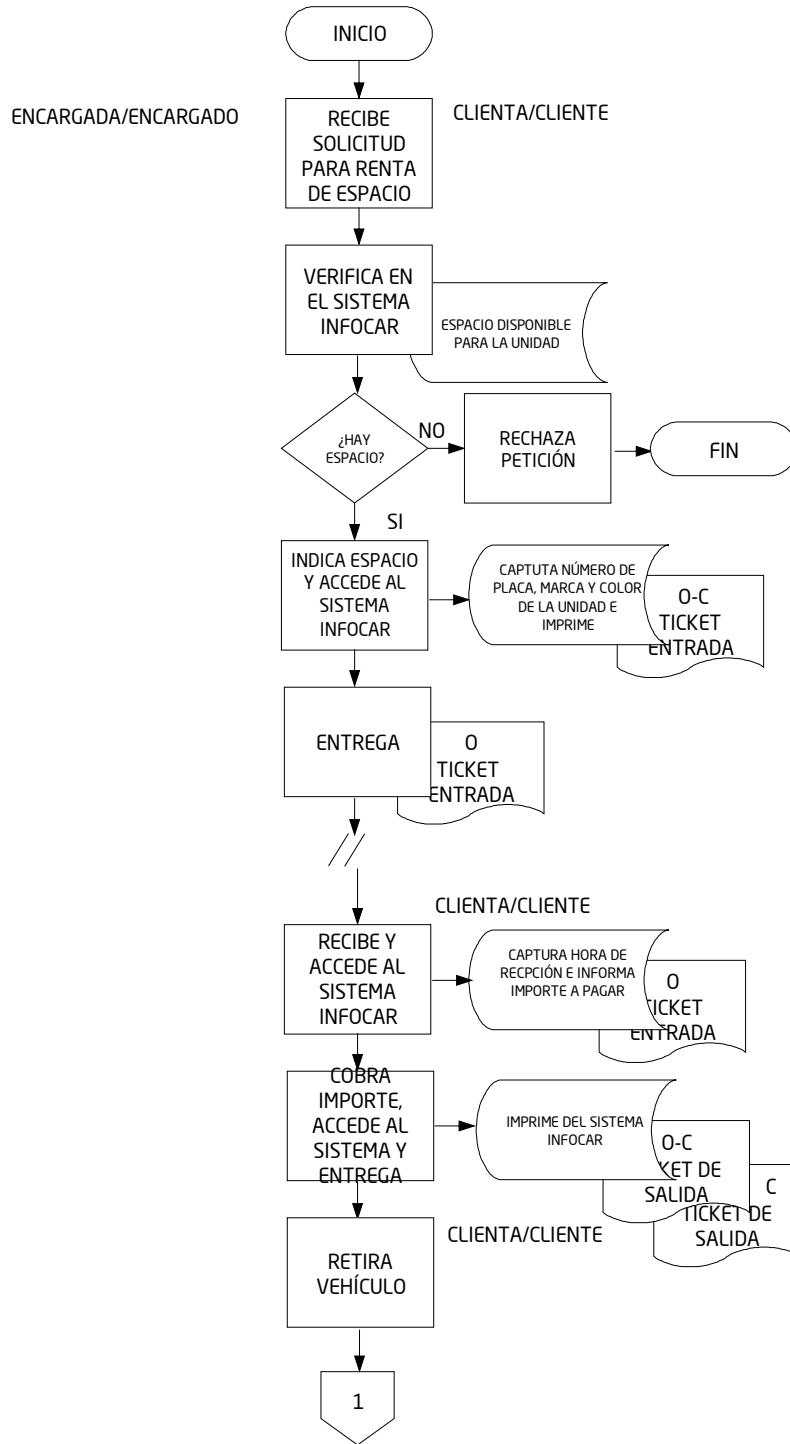 INICIO
ENCARGADA/ENCARGADO
RECIBE
SOLICITUD
PARA RENTA
DE ESPACIO
CLIENTA/CLIENTE
VERIFICA EN
EL SISTEMA
INFOCAR
ESPACIO DISPONIBLE
PARA LA UNIDAD
¿HAY
ESPACIO?
NO
RECHAZA
PETICIÓN
FIN
SI
INDICA ESPACIO
Y ACCEDE AL
SISTEMA
INFOCAR
CAPTUTA NÚMERO DE
PLACA, MARCA Y COLOR
DE LA UNIDAD E
IMPRIME
O-C
TICKET
ENTRADA
ENTREGA
O
TICKET
ENTRADA
CLIENTA/CLIENTE
RECIBE Y
ACCEDE AL
SISTEMA
INFOCAR
CAPTURA HORA DE
RECPCIÓN E INFORMA
IMPORTE A PAGAR
O
TICKET
ENTRADA
COBRA
IMPORTE,
ACCEDE AL
SISTEMA Y
ENTREGA
IMPRIME DEL SISTEMA
INFOCAR
O-C
KET DE
SALIDA
C
TICKET DE
SALIDA
CLIENTA/CLIENTE
RETIRA
VEHÍCULO
1